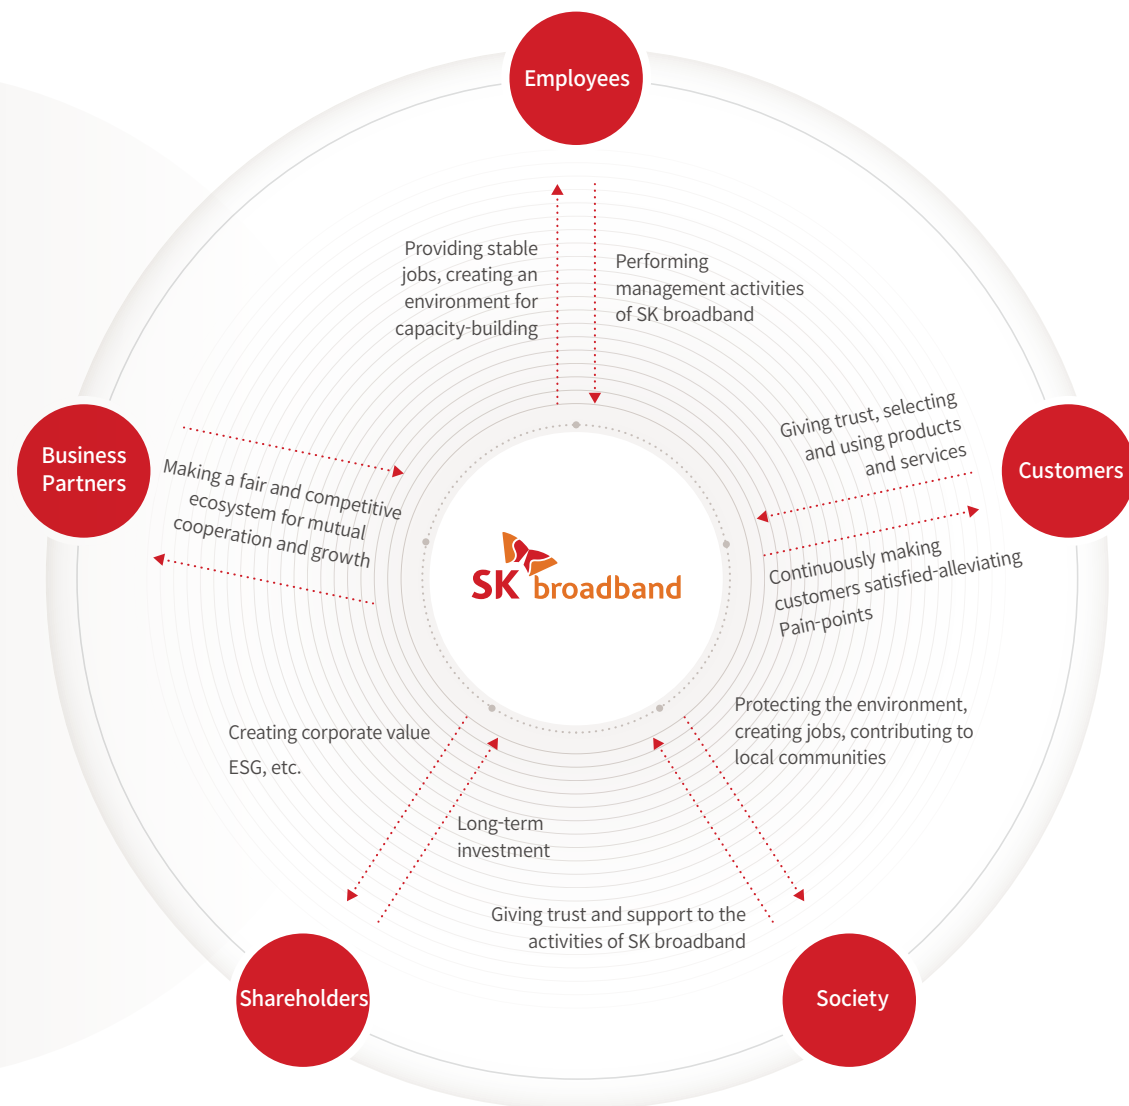 Employees
Providing stable
jobs, creating an
environment for
capacity-building
Performing
management activities
of SK broadband
Business
Partners
Making a fair and competitive
ecosystem for mutual
cooperation and growth
Giving trust, selecting
and using products
and services
Customers
Continuously making
customers satisfied-alleviating
Pain-points
SK broadband
Creating corporate value
ESG, etc.
Long-term
investment
Protecting the environment,
creating jobs, contributing to
local communities
Giving trust and support to the
activities of SK broadband
Shareholders
Society